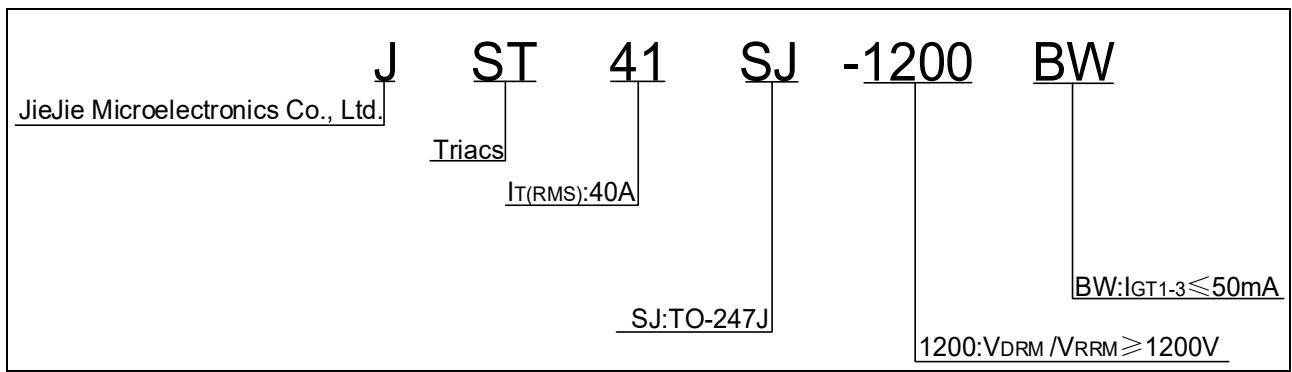 J ST 41 SJ -1200 BW
JieJie Microelectronics Co., Ltd.
Triacs
IT(RMS):40A
BW:IGT1-3≤50mA
SJ:TO-247J
1200:VDRM /VRRM≥1200V